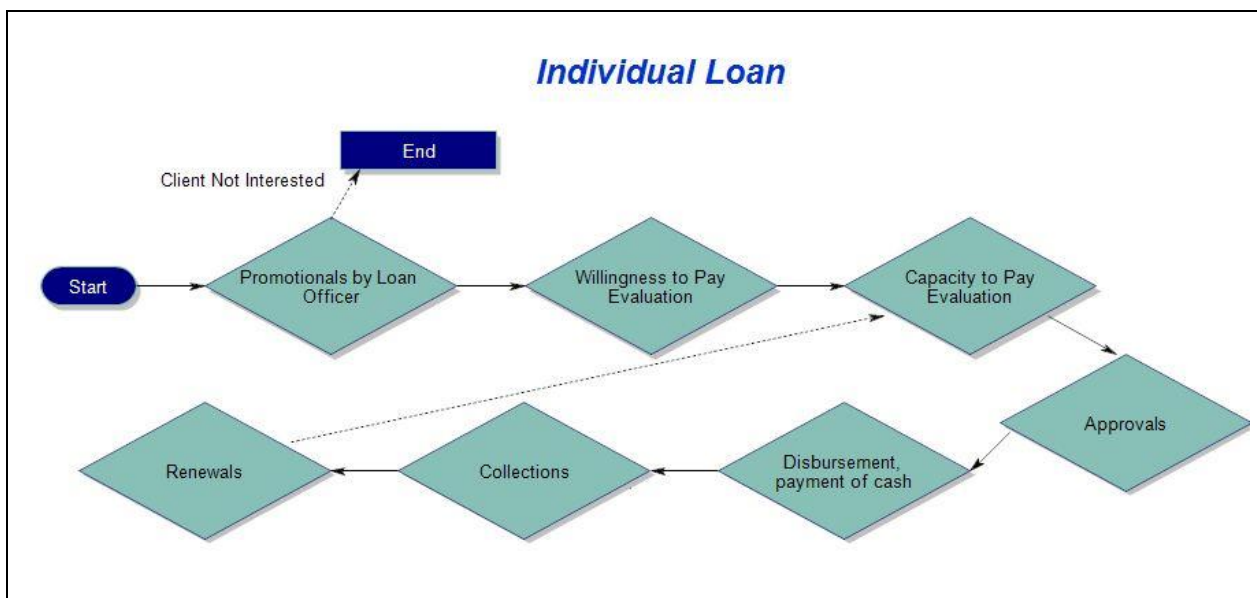 Individual Loan
End
Client Not Interested
Start
Promotionals by Loan
Officer
Willingness to Pay
Evaluation
Capacity to Pay
Evaluation
Approvals
Disbursement,
payment of cash
Collections
Renewals